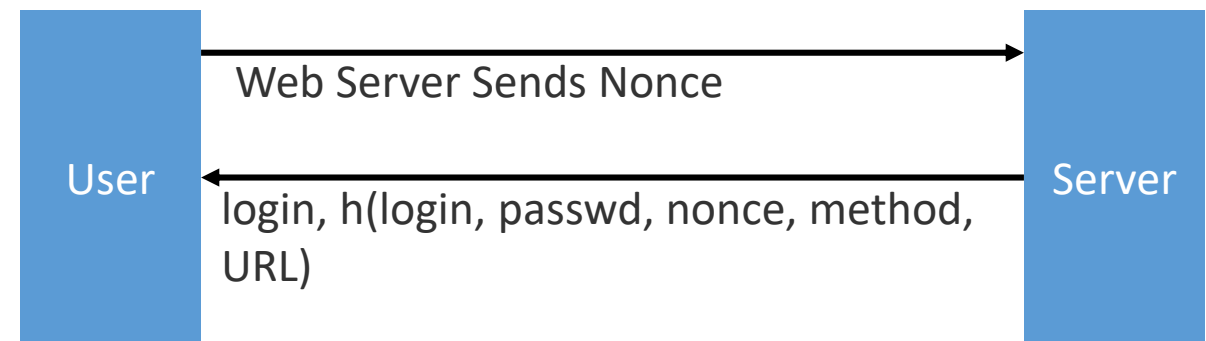 Web Server Sends Nonce
User
Server
login, h(login, passwd, nonce, method,
URL)